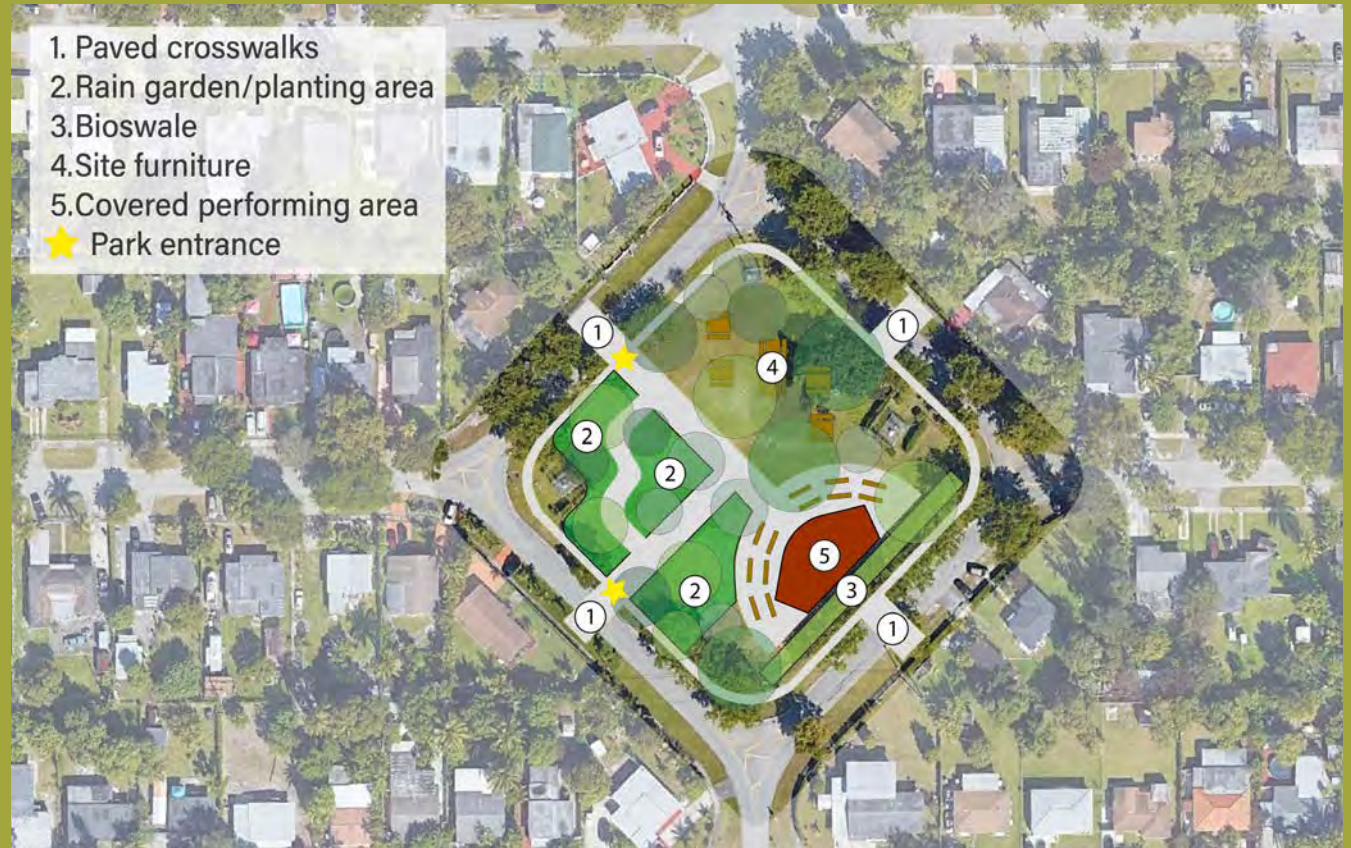 1. Paved crosswalks
2.Rain garden/planting area
3.Bioswale
4.Site furniture
5.Covered performing area
Park entrance
1
1
4
2
2
5
3
2
1
1